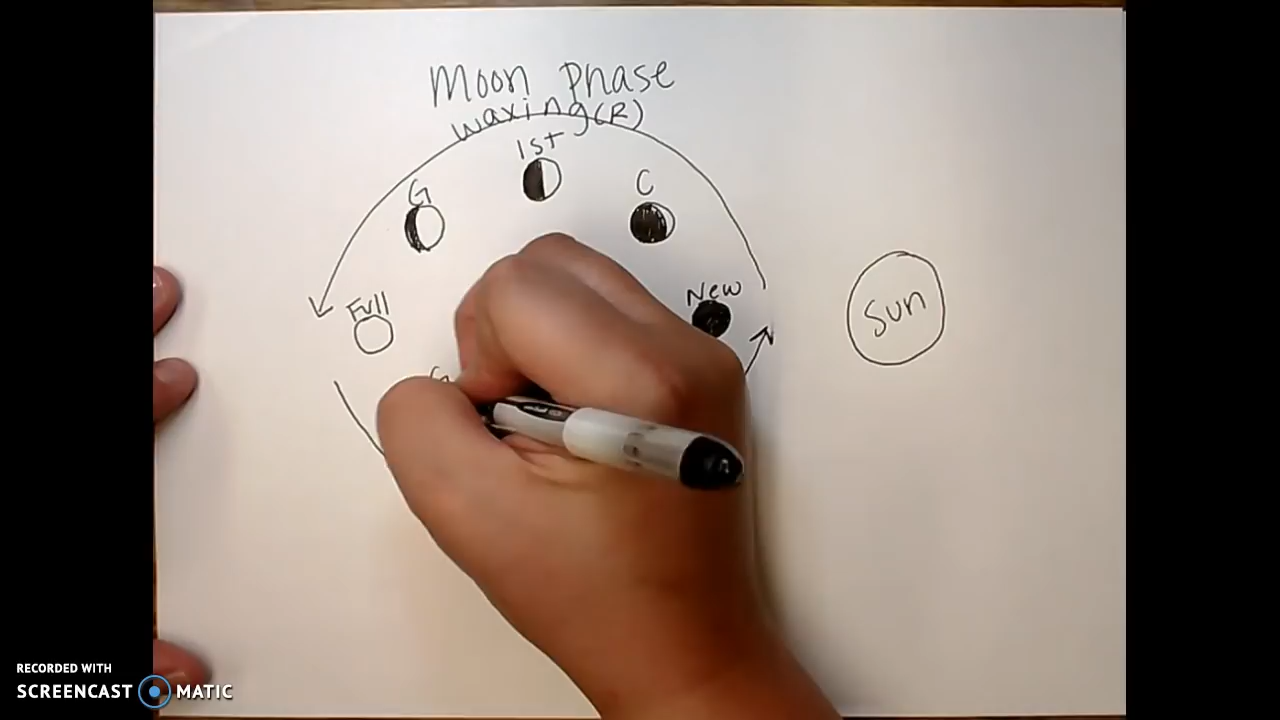 Moon Phase
waxing(R)
1st
G
C
New
Full
Sun
G
RECORDED WITH
SCREENCAST MATIC